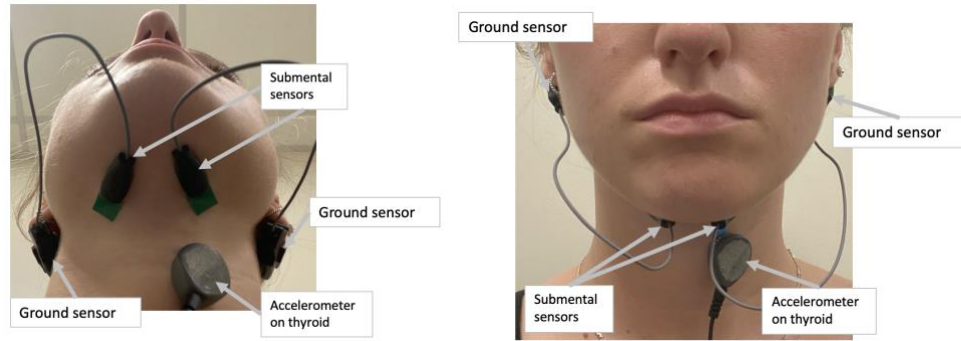 Submental
sensors
Ground sensor
Ground sensor
Accelerometer
on thyroid
Ground sensor
Ground sensor
Submental
sensors
Accelerometer
on thyroid